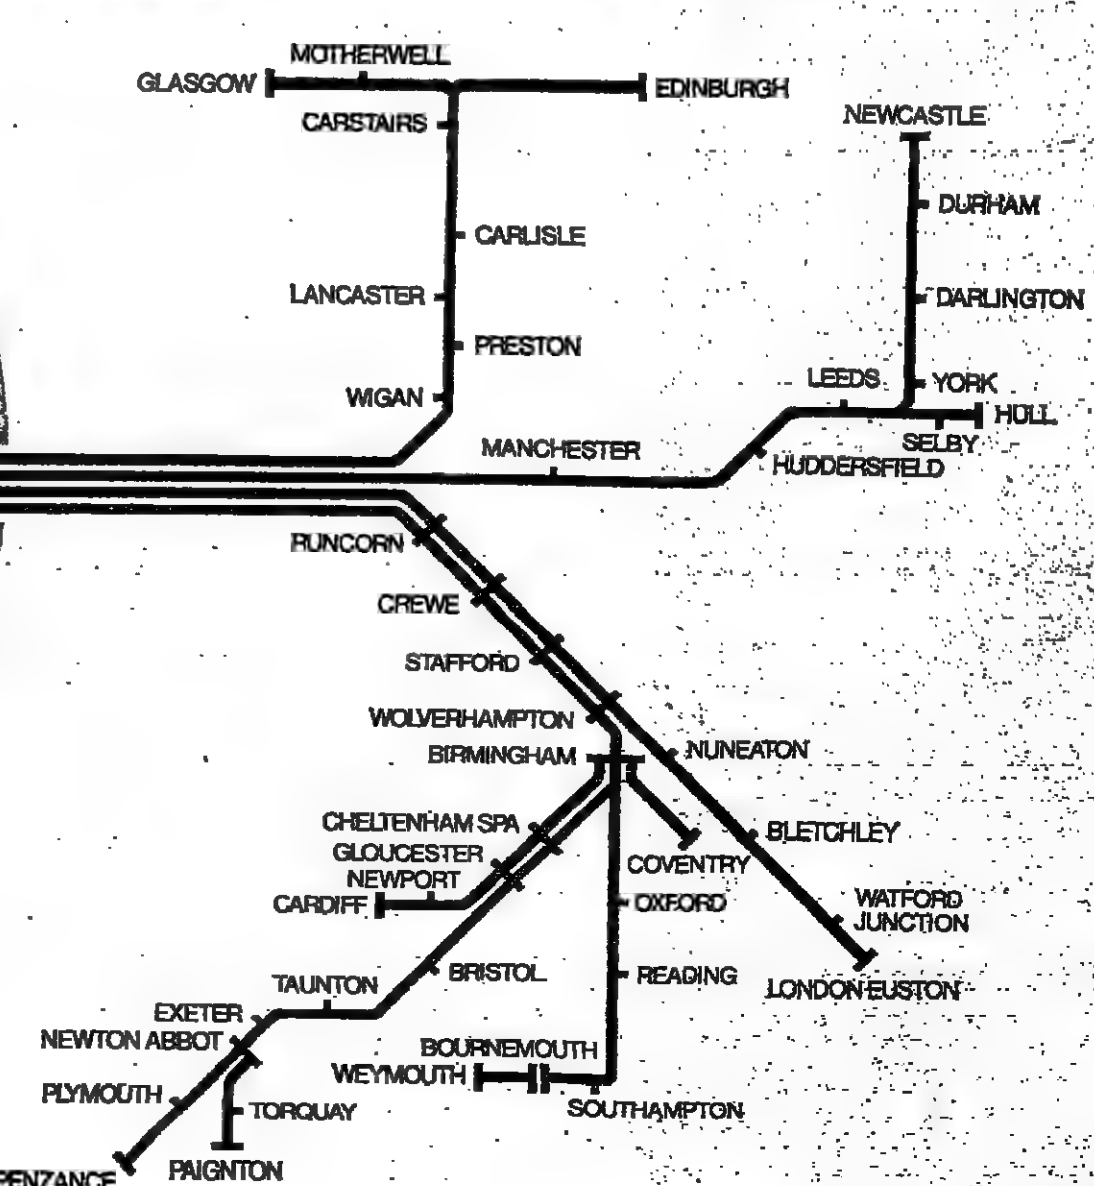 MOTHERWELL
GLASGOW
EDINBURGH
CARSTAIRS
NEWCASTLE
DURHAM
CARLISLE
LANCASTER
DARLINGTON
PRESTON
LEEDS
YORK
WIGAN
HULL
SELBY
MANCHESTER
HUDDERSFIELD
RUNCORN
CREWE
STAFFORD
WOLVERHAMPTON
BIRMINGHAM
NUNEATON
CHELTENHAM SPA
BLETCHLEY
GLOUCESTER
COVENTRY
NEWPORT
CARDIFF
OXFORD
WATFORD
JUNCTION
BRISTOL
READING
TAUNTON
LONDON EUSTON
EXETER
NEWTON ABBOT
BOURNEMOUTH
WEYMOUTH
PLYMOUTH
TORQUAY
SOUTHAMPTON
PAIGNTON
PENZANCE